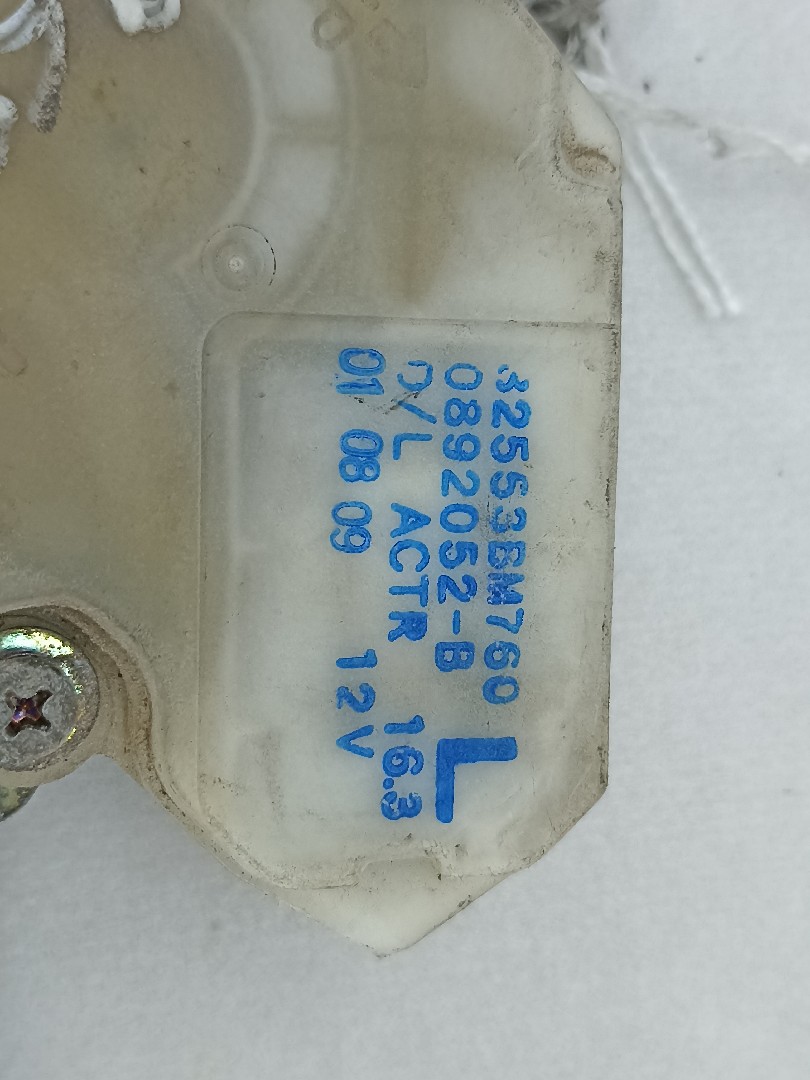 32553BM760
0892052-B
L
D/L ACTR 16.3
01 08 09 12V